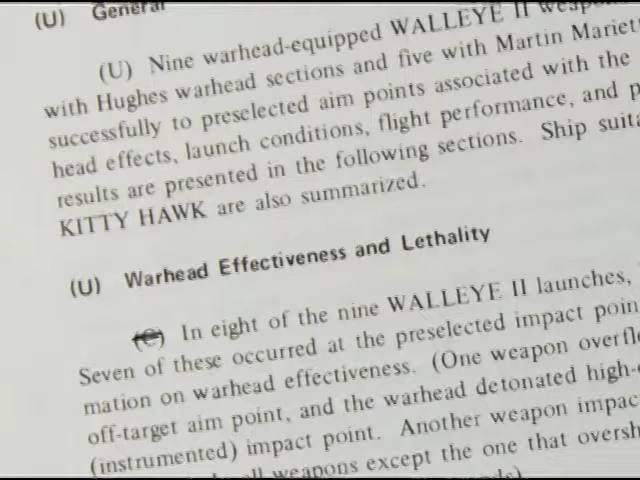 (U) General
(U) Nine warhead-equipped WALLEYE II
with Hughes warhead sections and five with Martin Mariet
successfully to preselected aim points associated with the
head effects, launch conditions, flight performance, and p
results are presented in the following sections. Ship suita
KITTY HAWK are also summarized.
(U) Warhead Effectiveness and Lethality
(C) In eight of the nine WALLEYE II launches,
Seven of these occurred at the preselected impact poin
mation on warhead effectiveness. (One weapon overfle
off-target aim point, and the warhead detonated high-
(instrumented) impact point. Another weapon impac
all weapons except the one that oversh